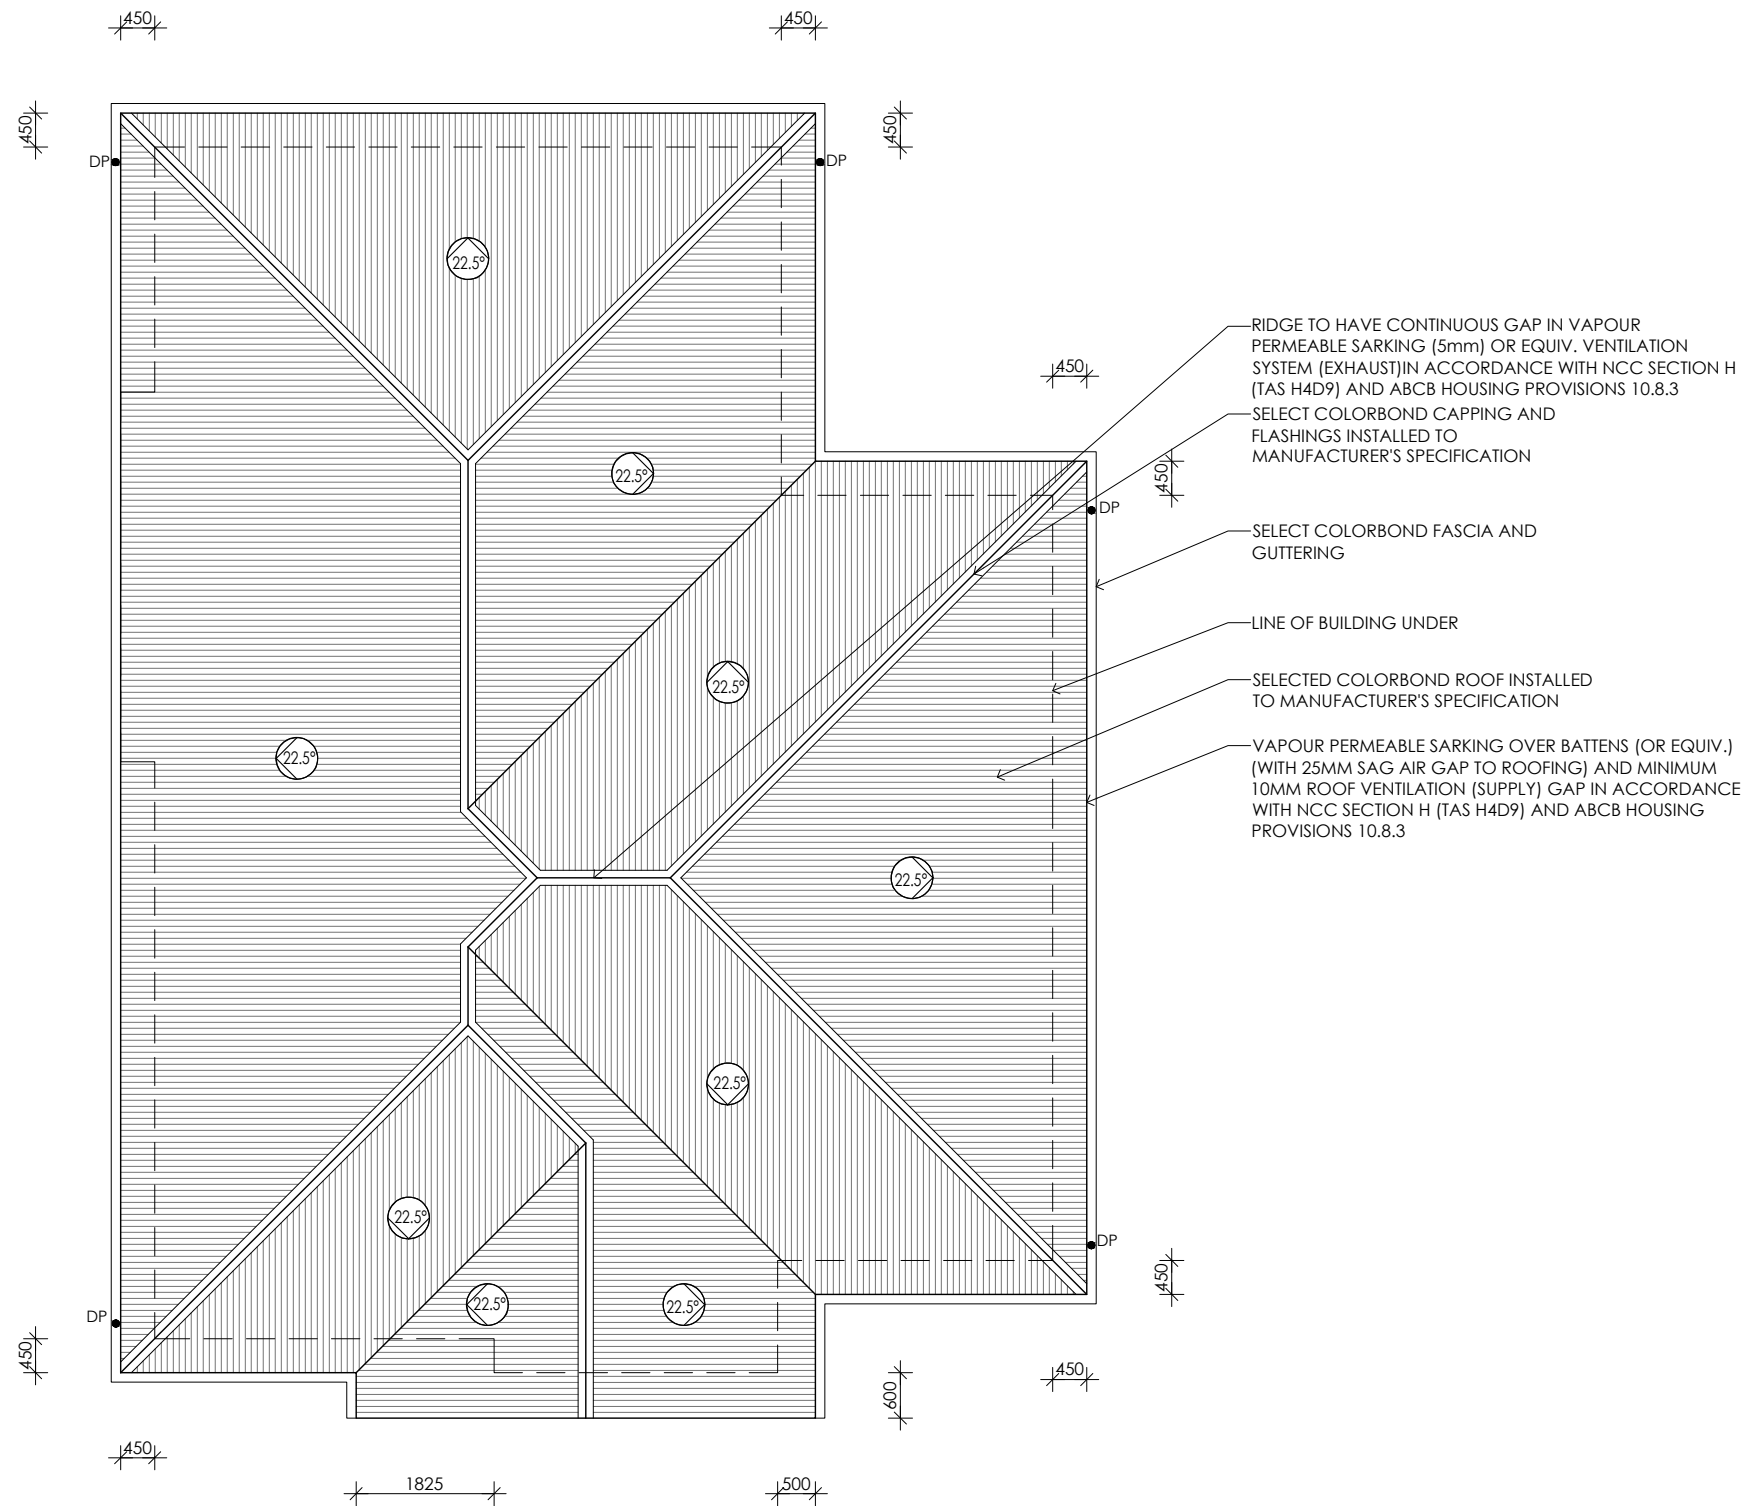 450
450
450
450
DP
DP
22.5°
RIDGE TO HAVE CONTINUOUS GAP IN VAPOUR
PERMEABLE SARKING (5mm) OR EQUIV. VENTILATION
SYSTEM (EXHAUST)IN ACCORDANCE WITH NCC SECTION H
(TAS H4D9) AND ABCB HOUSING PROVISIONS 10.8.3
450
SELECT COLORBOND CAPPING AND
FLASHINGS INSTALLED TO
MANUFACTURER'S SPECIFICATION
22.5°
450
DP
SELECT COLORBOND FASCIA AND
GUTTERING
LINE OF BUILDING UNDER
22.5°
SELECTED COLORBOND ROOF INSTALLED
TO MANUFACTURER'S SPECIFICATION
22.5°
VAPOUR PERMEABLE SARKING OVER BATTENS (OR EQUIV.)
(WITH 25MM SAG AIR GAP TO ROOFING) AND MINIMUM
10MM ROOF VENTILATION (SUPPLY) GAP IN ACCORDANCE
WITH NCC SECTION H (TAS H4D9) AND ABCB HOUSING
PROVISIONS 10.8.3
22.5°
22.5°
22.5°
DP
450
22.5°
22.5°
DP
450
450
600
450
1825
500